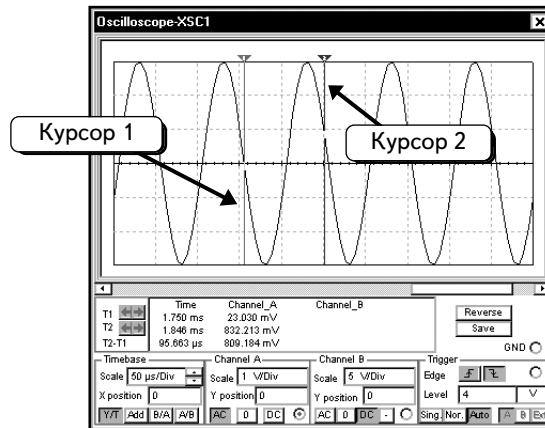 Oscilloscope-XSC1
1
2
Курсор 1
Курсор 2
Time Channel_A Channel_B
T1 1.750 ms 23.030 mV
T2 1.846 ms 832.213 mV
T2-T1 95.663 µs 809.184 mV
Reverse
Save
GND
Timebase Channel A Channel B Trigger
Scale 50 µs/Div Scale 1 V/Div Scale 5 V/Div Edge
X position 0 Y position 0 Y position 0 Level 4 V
Y/T Add B/A A/B AC 0 DC AC 0 DC - Sing. Nor. Auto A B Ext